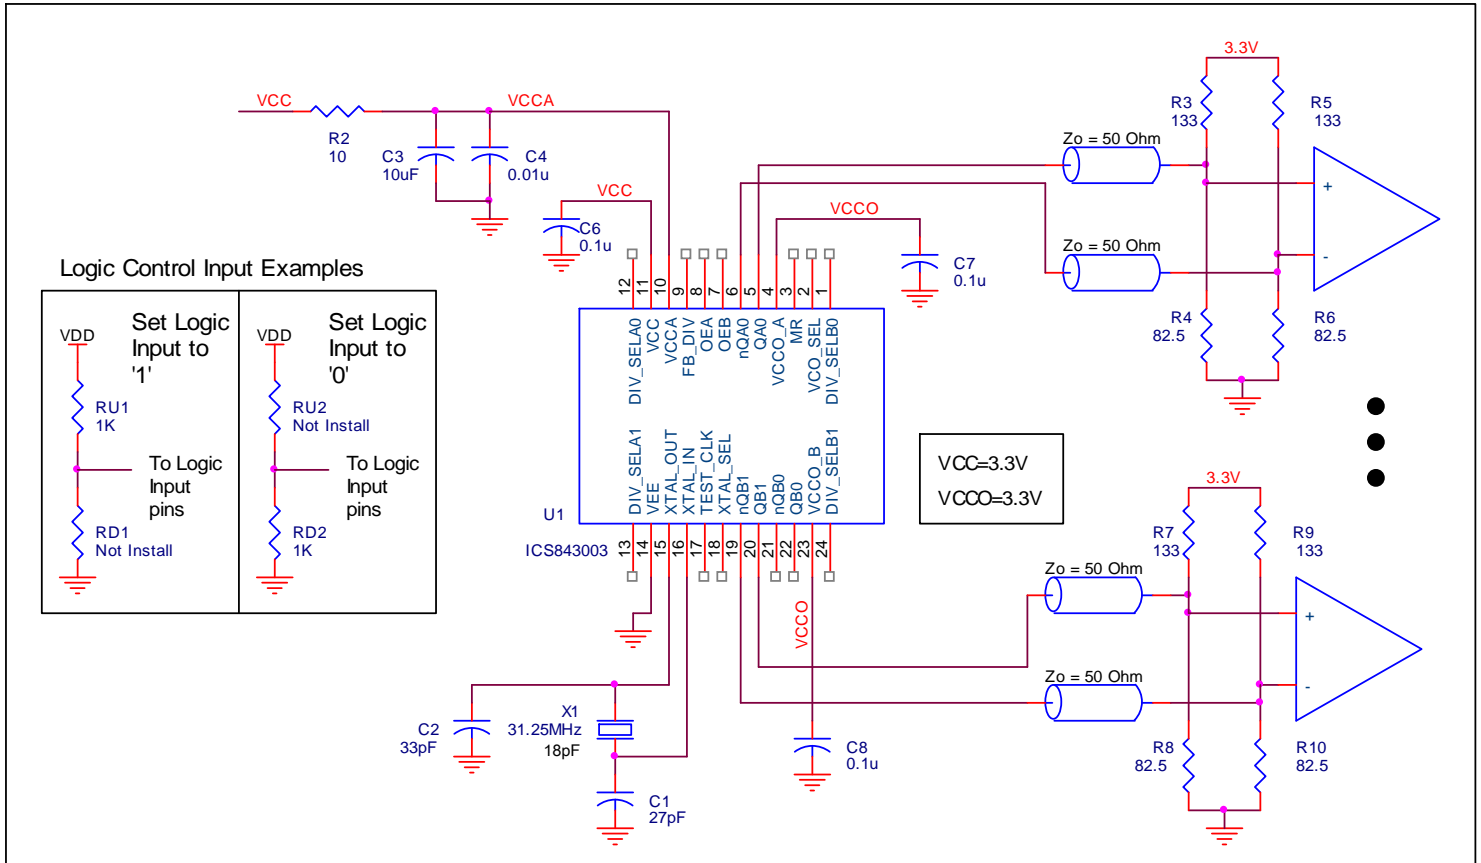 3.3V
VCC
VCCA
R2
10
C3
10uF
C4
0.01u
VCC
C6
0.1u
VCCO
C7
0.1u
Zo = 50 Ohm
Zo = 50 Ohm
R3
133
R5
133
+
-
R4
82.5
R6
82.5
Logic Control Input Examples
Set Logic
Input to
'1'
VDD
RU1
1K
To Logic
Input
pins
RD1
Not Install
Set Logic
Input to
'0'
VDD
RU2
Not Install
To Logic
Input
pins
RD2
1K
12
11
10
9
8
7
6
5
4
3
2
1
DIV_SELA0
VCC
VCCA
FB_DIV
OEA
OEB
nQA0
QA0
VCCO_A
MR
VCO_SEL
DIV_SELB0
DIV_SELA1
VEE
XTAL_OUT
XTAL_IN
TEST_CLK
XTAL_SEL
nQB1
QB1
nQB0
QB0
VCCO_B
DIV_SELB1
U1
ICS843003
13
14
15
16
17
18
19
20
21
22
23
24
VCC=3.3V
VCCO=3.3V
VCCO
C2
33pF
X1
31.25MHz
18pF
C1
27pF
C8
0.1u
3.3V
Zo = 50 Ohm
Zo = 50 Ohm
R7
133
R9
133
+
-
R8
82.5
R10
82.5